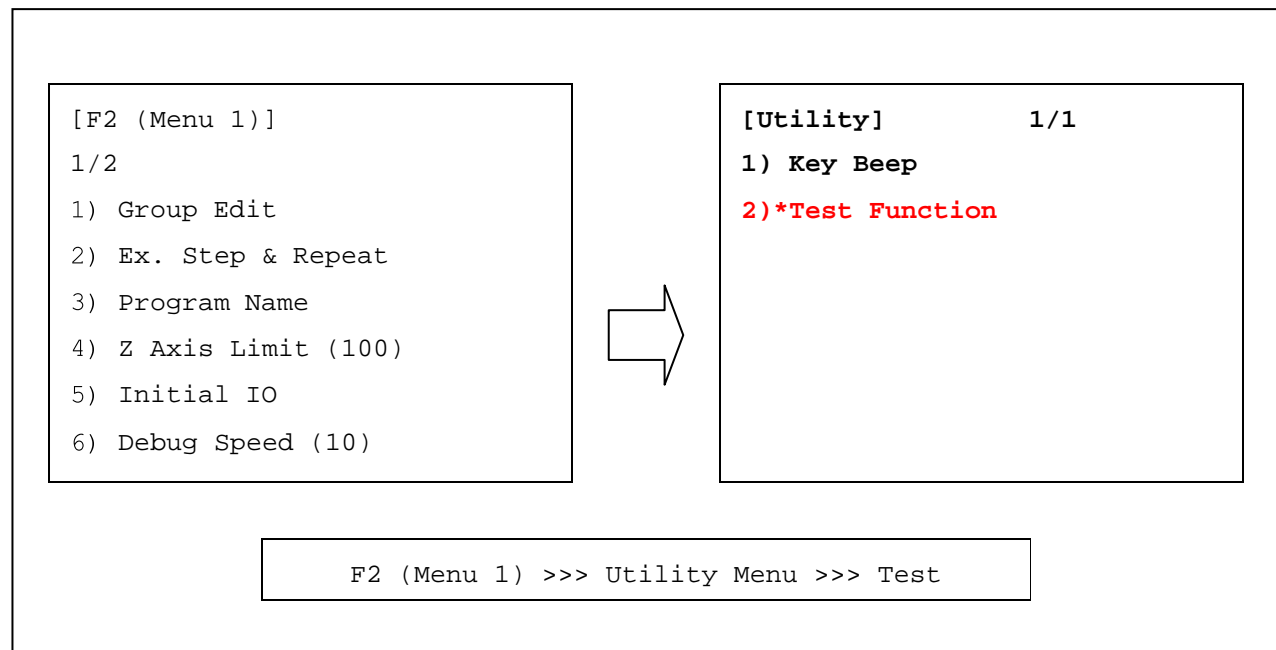 [F2 (Menu 1)]
1/2
1) Group Edit
2) Ex. Step & Repeat
3) Program Name
4) Z Axis Limit (100)
5) Initial IO
6) Debug Speed (10)
[Utility] 1/1
1) Key Beep
2)*Test Function
F2 (Menu 1) >>> Utility Menu >>> Test